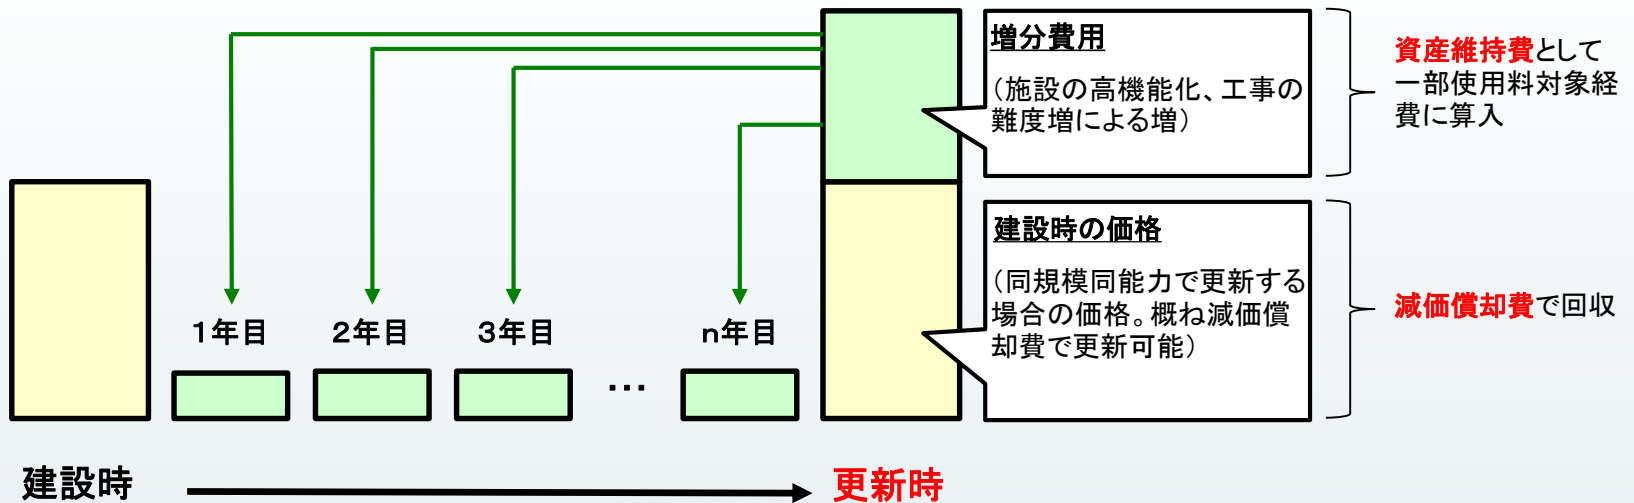 増分費用
（施設の高機能化、工事の
難度増による増）
資産維持費として
一部使用料対象経
費に算入
建設時の価格
（同規模同能力で更新する
場合の価格。概ね減価償
却費で更新可能）
減価償却費で回収
１年目
２年目
３年目
…
ｎ年目
建設時
更新時